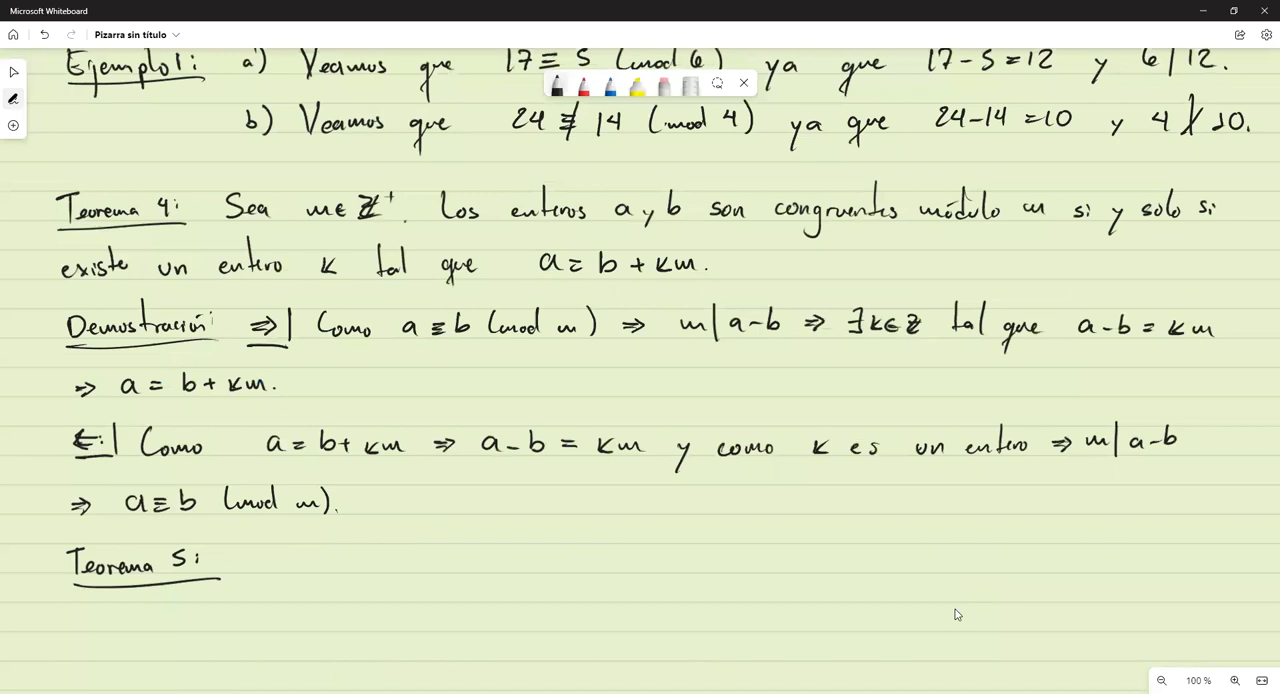 Microsoft Whiteboard
Pizarra sin título
Ejemplo 1: a) Veamos que 17 ≡ 5 (mod 6) ya que 17-5=12 y 6|12.
b) Veamos que 24 ≢ 14 (mod 4) ya que 24-14=10 y 4∤10.
Teorema 4: Sea m∈ℤ⁺. Los enteros a y b son congruentes módulo m si y solo si
existe un entero k tal que a = b + km.
Demostración: ⇒| Como a ≡ b (mod m) ⇒ m|a-b ⇒ ∃k∈ℤ tal que a-b = km
⇒ a = b + km.
⇐:| Como a = b + km ⇒ a-b = km y como k es un entero ⇒ m|a-b
⇒ a ≡ b (mod m).
Teorema 5:
100 %